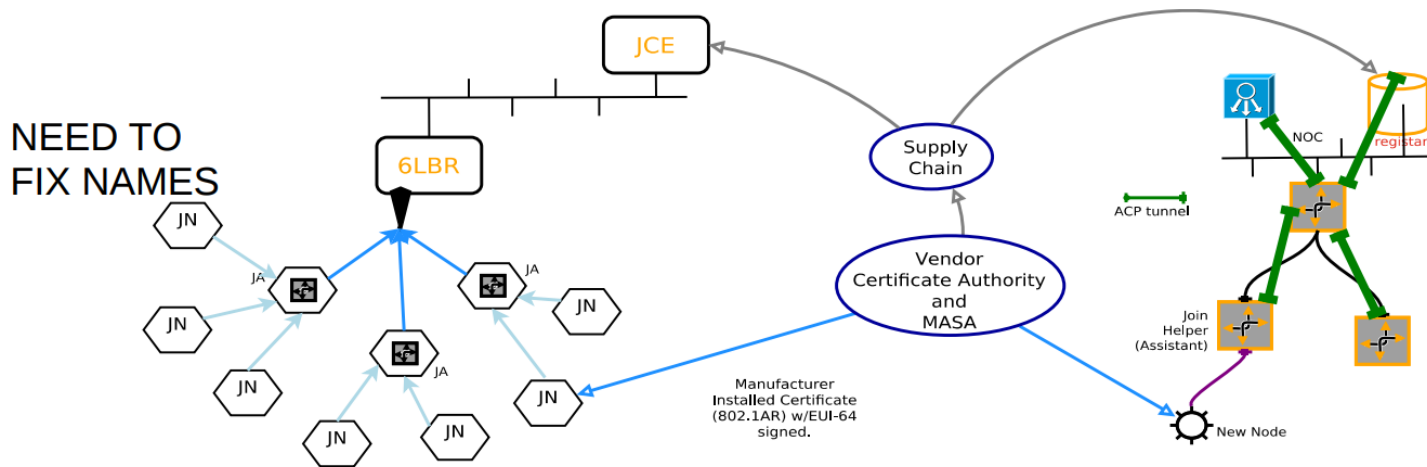 NEED TO
FIX NAMES
JCE
6LBR
JN
JA
JN
JN
JA
JN
JN
JA
JN
JN
Supply
Chain
Vendor
Certificate Authority
and
MASA
Manufacturer
Installed Certificate
(802.1AR) w/EUI-64
signed.
NOC
registar
ACP tunnel
Join
Helper
(Assistant)
New Node